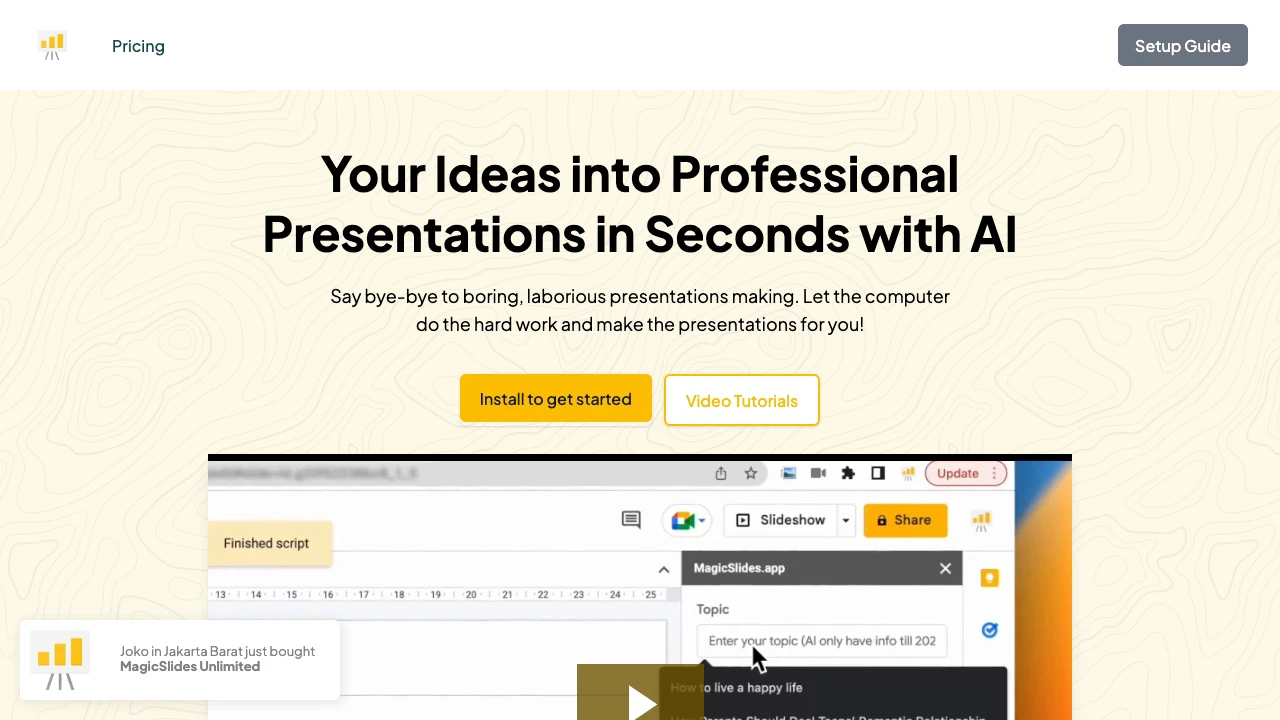 Pricing
Setup Guide
Your Ideas into Professional
Presentations in Seconds with AI
Say bye-bye to boring, laborious presentations making. Let the computer
do the hard work and make the presentations for you!
Install to get started
Video Tutorials
Update
Slideshow
Share
Finished script
MagicSlides.app
13 14 15 16 17 18 19 20 21 22 23 24 25
Topic
Enter your topic (AI only have info till 202
How to live a happy life
Joko in Jakarta Barat just bought
MagicSlides Unlimited